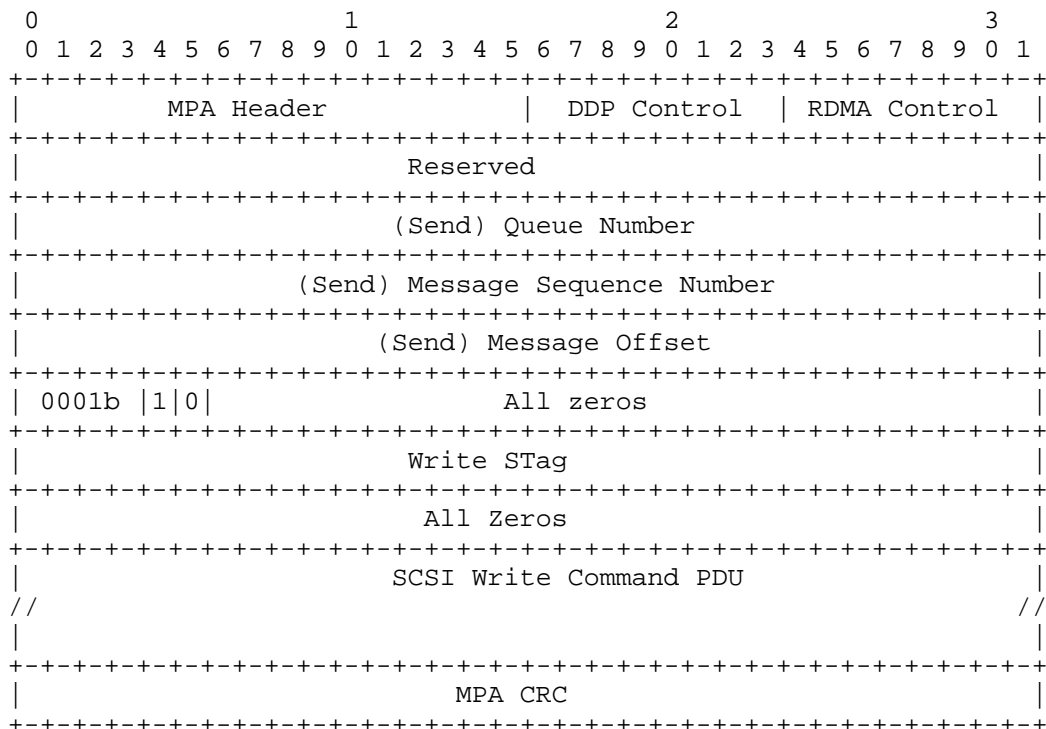 0                   1                   2                   3
 0 1 2 3 4 5 6 7 8 9 0 1 2 3 4 5 6 7 8 9 0 1 2 3 4 5 6 7 8 9 0 1
+-+-+-+-+-+-+-+-+-+-+-+-+-+-+-+-+-+-+-+-+-+-+-+-+-+-+-+-+-+-+-+-+
|         MPA Header            |  DDP Control  | RDMA Control  |
+-+-+-+-+-+-+-+-+-+-+-+-+-+-+-+-+-+-+-+-+-+-+-+-+-+-+-+-+-+-+-+-+
|                        Reserved                               |
+-+-+-+-+-+-+-+-+-+-+-+-+-+-+-+-+-+-+-+-+-+-+-+-+-+-+-+-+-+-+-+-+
|                       (Send) Queue Number                     |
+-+-+-+-+-+-+-+-+-+-+-+-+-+-+-+-+-+-+-+-+-+-+-+-+-+-+-+-+-+-+-+-+
|                 (Send) Message Sequence Number                |
+-+-+-+-+-+-+-+-+-+-+-+-+-+-+-+-+-+-+-+-+-+-+-+-+-+-+-+-+-+-+-+-+
|                      (Send) Message Offset                    |
+-+-+-+-+-+-+-+-+-+-+-+-+-+-+-+-+-+-+-+-+-+-+-+-+-+-+-+-+-+-+-+-+
| 0001b |1|0|                  All zeros                        |
+-+-+-+-+-+-+-+-+-+-+-+-+-+-+-+-+-+-+-+-+-+-+-+-+-+-+-+-+-+-+-+-+
|                        Write STag                             |
+-+-+-+-+-+-+-+-+-+-+-+-+-+-+-+-+-+-+-+-+-+-+-+-+-+-+-+-+-+-+-+-+
|                         All Zeros                             |
+-+-+-+-+-+-+-+-+-+-+-+-+-+-+-+-+-+-+-+-+-+-+-+-+-+-+-+-+-+-+-+-+
|                       SCSI Write Command PDU                  |
//                                                             //
|                                                               |
+-+-+-+-+-+-+-+-+-+-+-+-+-+-+-+-+-+-+-+-+-+-+-+-+-+-+-+-+-+-+-+-+
|                           MPA CRC                             |
+-+-+-+-+-+-+-+-+-+-+-+-+-+-+-+-+-+-+-+-+-+-+-+-+-+-+-+-+-+-+-+-+